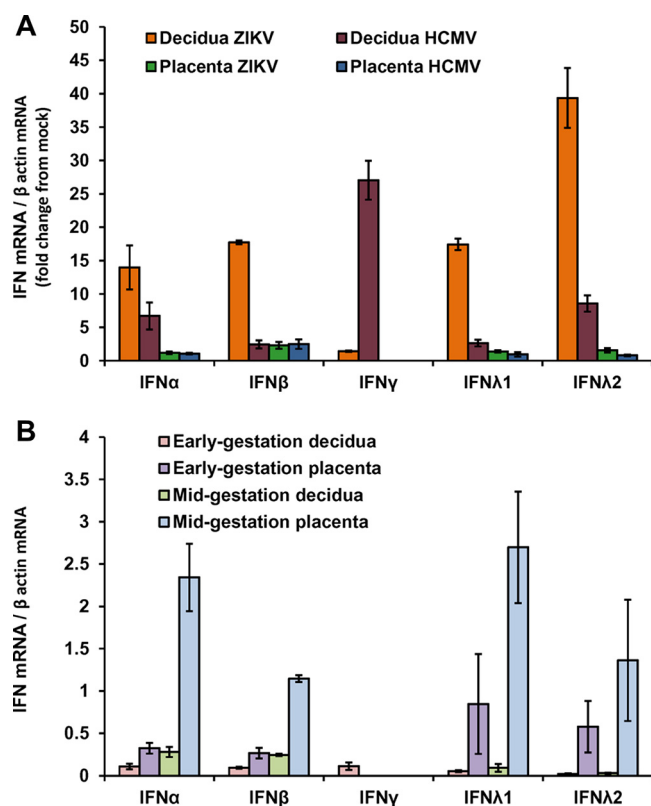 A
Decidua ZIKV
Decidua HCMV
Placenta ZIKV
Placenta HCMV
IFN mRNA / β actin mRNA
(fold change from mock)
50
45
40
35
30
25
20
15
10
5
0
IFNα
IFNβ
IFNγ
IFNλ1
IFNλ2
B
Early-gestation decidua
Early-gestation placenta
Mid-gestation decidua
Mid-gestation placenta
IFN mRNA / β actin mRNA
4
3.5
3
2.5
2
1.5
1
0.5
0
IFNα
IFNβ
IFNγ
IFNλ1
IFNλ2